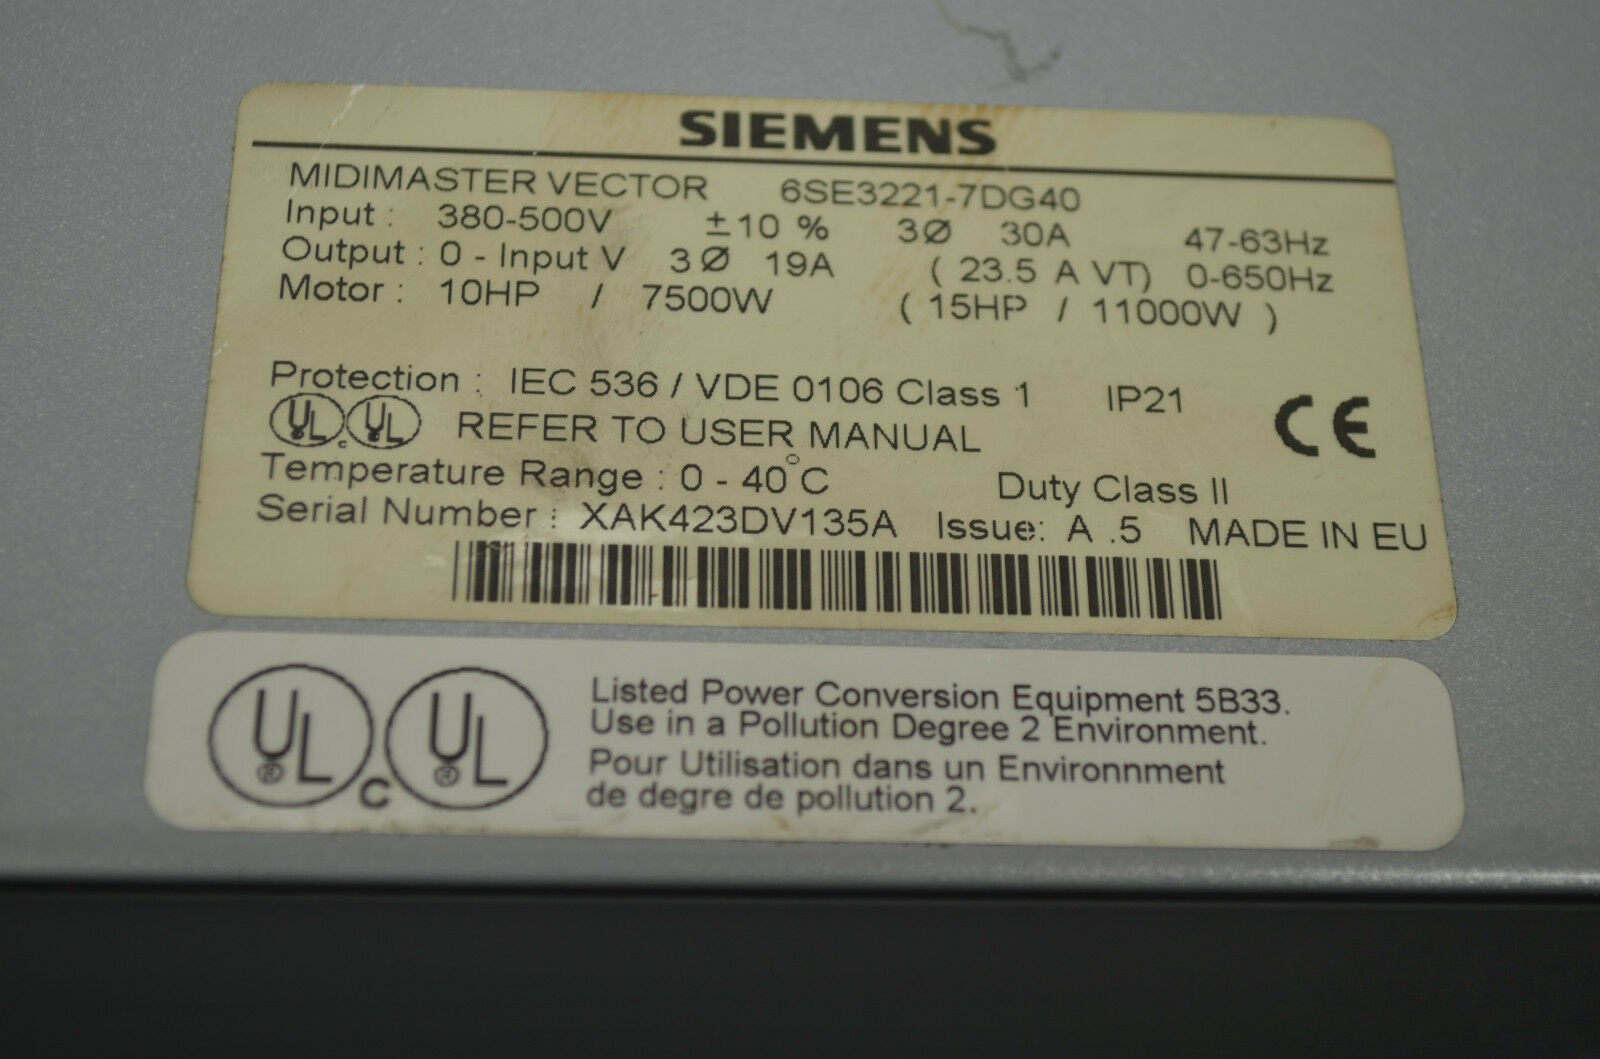 SIEMENS
MIDIMASTER VECTOR 6SE3221-7DG40
Input : 380-500V ±10 % 3Ø 30A 47-63Hz
Output : 0 - Input V 3Ø 19A ( 23.5 A VT) 0-650Hz
Motor : 10HP / 7500W ( 15HP / 11000W )
Protection : IEC 536 / VDE 0106 Class 1 IP21
UL c UL REFER TO USER MANUAL CE
Temperature Range : 0 - 40°C Duty Class II
Serial Number : XAK423DV135A Issue: A .5 MADE IN EU
UL ® C UL ®
Listed Power Conversion Equipment 5B33.
Use in a Pollution Degree 2 Environment.
Pour Utilisation dans un Environnment
de degre de pollution 2.